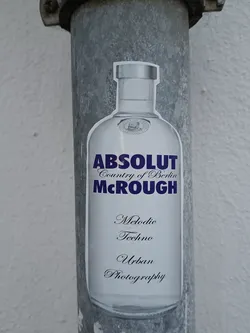 ABSOLUT
Country of Berlin
McROUGH
Melodic
Techno
Urban
Photography